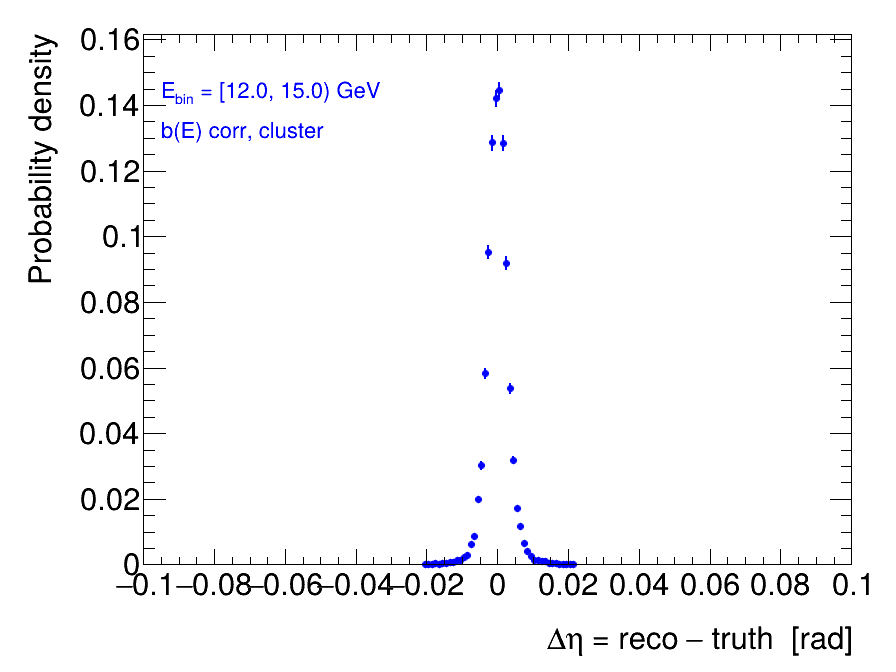 Probability density
0.16
0.14
0.12
0.1
0.08
0.06
0.04
0.02
0
E_bin = [12.0, 15.0) GeV
b(E) corr, cluster
−0.1 −0.08 −0.06 −0.04 −0.02 0 0.02 0.04 0.06 0.08 0.1
Δη = reco − truth [rad]